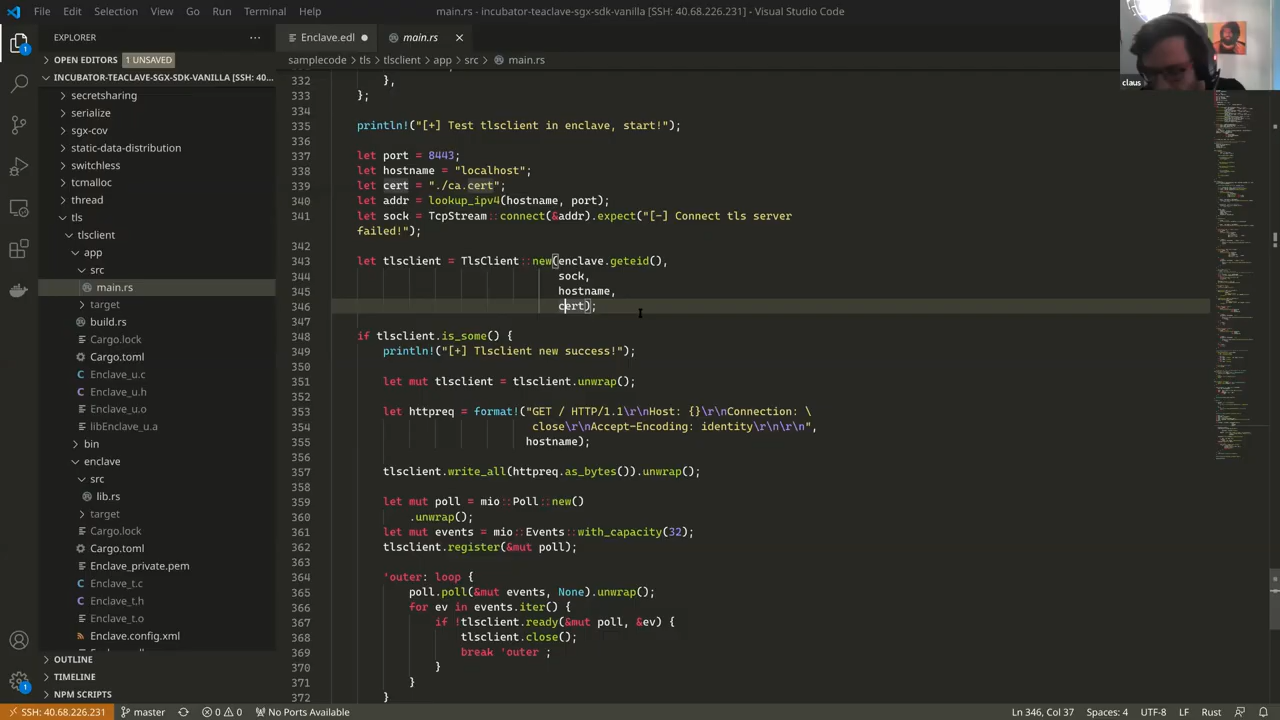 File Edit Selection View Go Run Terminal Help
main.rs - incubator-teaclave-sgx-sdk-vanilla [SSH: 40.68.226.231] - Visual Studio Code
claus
EXPLORER
OPEN EDITORS 1 UNSAVED
INCUBATOR-TEACLAVE-SGX-SDK-VANILLA [SSH: 40...
secretsharing
serialize
sgx-cov
static-data-distribution
switchless
tcmalloc
thread
tls
tlsclient
app
src
main.rs
target
build.rs
Cargo.lock
Cargo.toml
Enclave_u.c
Enclave_u.h
Enclave_u.o
libEnclave_u.a
bin
enclave
src
lib.rs
target
Cargo.lock
Cargo.toml
Enclave_private.pem
Enclave_t.c
Enclave_t.h
Enclave_t.o
Enclave.config.xml
OUTLINE
TIMELINE
NPM SCRIPTS
Enclave.edl
main.rs
samplecode > tls > tlsclient > app > src > main.rs
332 },
333 };
334
335 println!("[+] Test tlsclient in enclave, start!");
336
337 let port = 8443;
338 let hostname = "localhost";
339 let cert = "./ca.cert";
340 let addr = lookup_ipv4(hostname, port);
341 let sock = TcpStream::connect(&addr).expect("[-] Connect tls server
failed!");
342
343 let tlsclient = TlsClient::new(enclave.geteid(),
344 sock,
345 hostname,
346 cert);
347
348 if tlsclient.is_some() {
349 println!("[+] Tlsclient new success!");
350
351 let mut tlsclient = tlsclient.unwrap();
352
353 let httpreq = format!("GET / HTTP/1.1\r\nHost: {}\r\nConnection: \
354 close\r\nAccept-Encoding: identity\r\n\r\n",
355 hostname);
356
357 tlsclient.write_all(httpreq.as_bytes()).unwrap();
358
359 let mut poll = mio::Poll::new()
360 .unwrap();
361 let mut events = mio::Events::with_capacity(32);
362 tlsclient.register(&mut poll);
363
364 'outer: loop {
365 poll.poll(&mut events, None).unwrap();
366 for ev in events.iter() {
367 if !tlsclient.ready(&mut poll, &ev) {
368 tlsclient.close();
369 break 'outer ;
370 }
371 }
372 }
SSH: 40.68.226.231 master 0 0 No Ports Available
Ln 346, Col 37 Spaces: 4 UTF-8 LF Rust